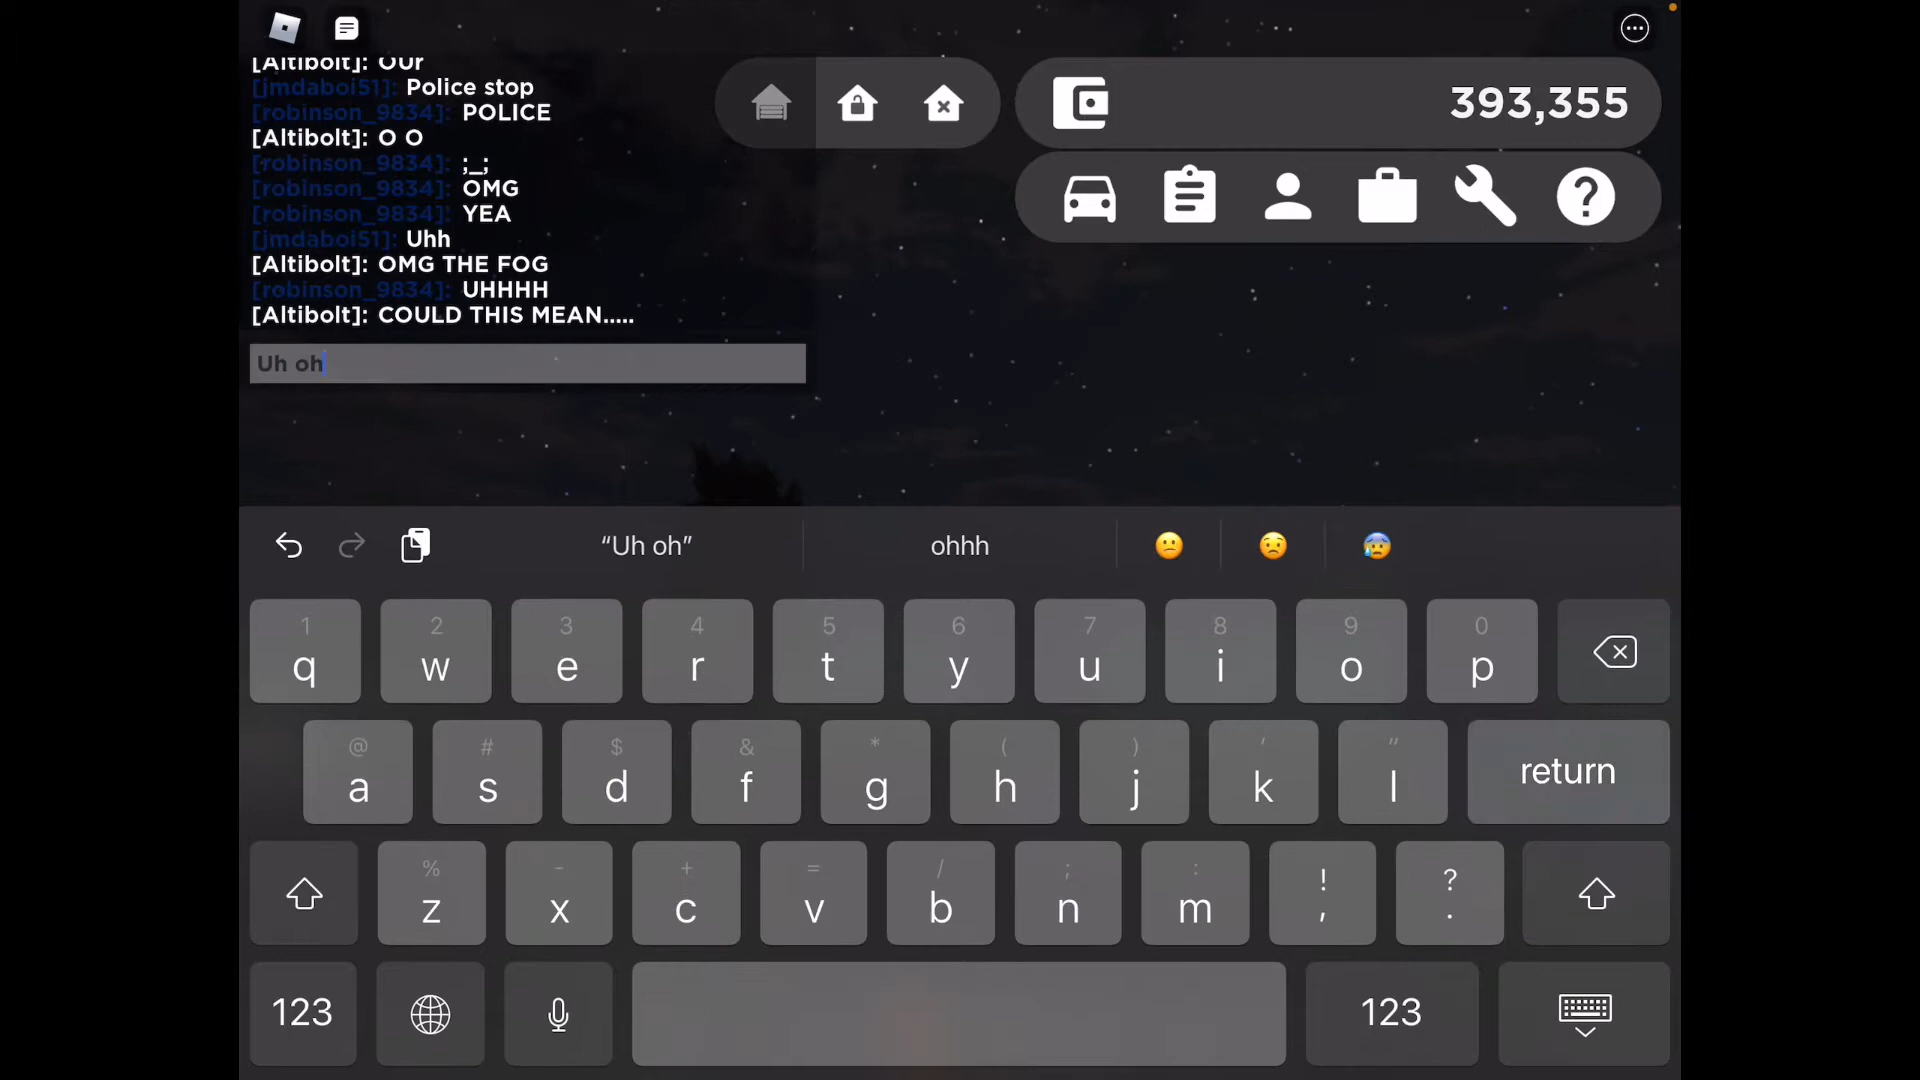 [Altibolt]: OUr
[jmdaboi51]: Police stop
[robinson_9834]: POLICE
[Altibolt]: O O
[robinson_9834]: ;_;
[robinson_9834]: OMG
[robinson_9834]: YEA
[jmdaboi51]: Uhh
[Altibolt]: OMG THE FOG
[robinson_9834]: UHHHH
[Altibolt]: COULD THIS MEAN.....
Uh oh
393,355
“Uh oh” ohhh 😕 😟 😰
1 2 3 4 5 6 7 8 9 0
q w e r t y u i o p
@ # $ & * ( ) ' "
a s d f g h j k l return
% - + = / ; : ! ?
z x c v b n m , .
123 123